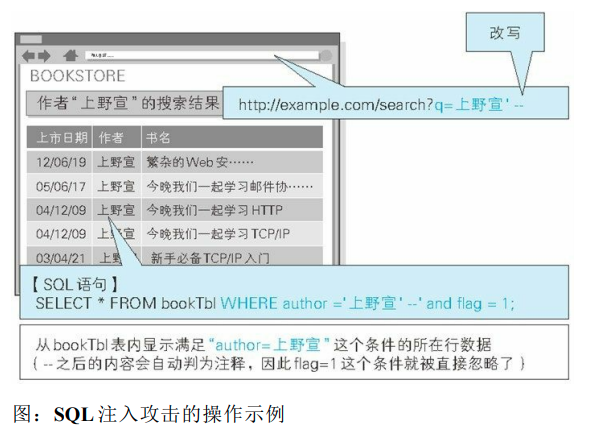 改写
BOOKSTORE
作者“上野宣”的搜索结果
http://example.com/search?q=上野宣' --
上市日期 作者 书名
12/06/19 上野宣 繁杂的Web 安……
05/06/17 上野宣 今晚我们一起学习邮件协……
04/12/09 上野宣 今晚我们一起学习 HTTP
04/12/09 上野宣 今晚我们一起学习 TCP/IP
03/04/21 上野宣 新手必备TCP/IP 入门
【 SQL 语句 】
SELECT * FROM bookTbl WHERE author ='上野宣' --' and flag = 1;
从bookTbl 表内显示满足“author=上野宣”这个条件的所在行数据
( --之后的内容会自动判为注释，因此flag=1这个条件就被直接忽略了 )
图：SQL 注入攻击的操作示例